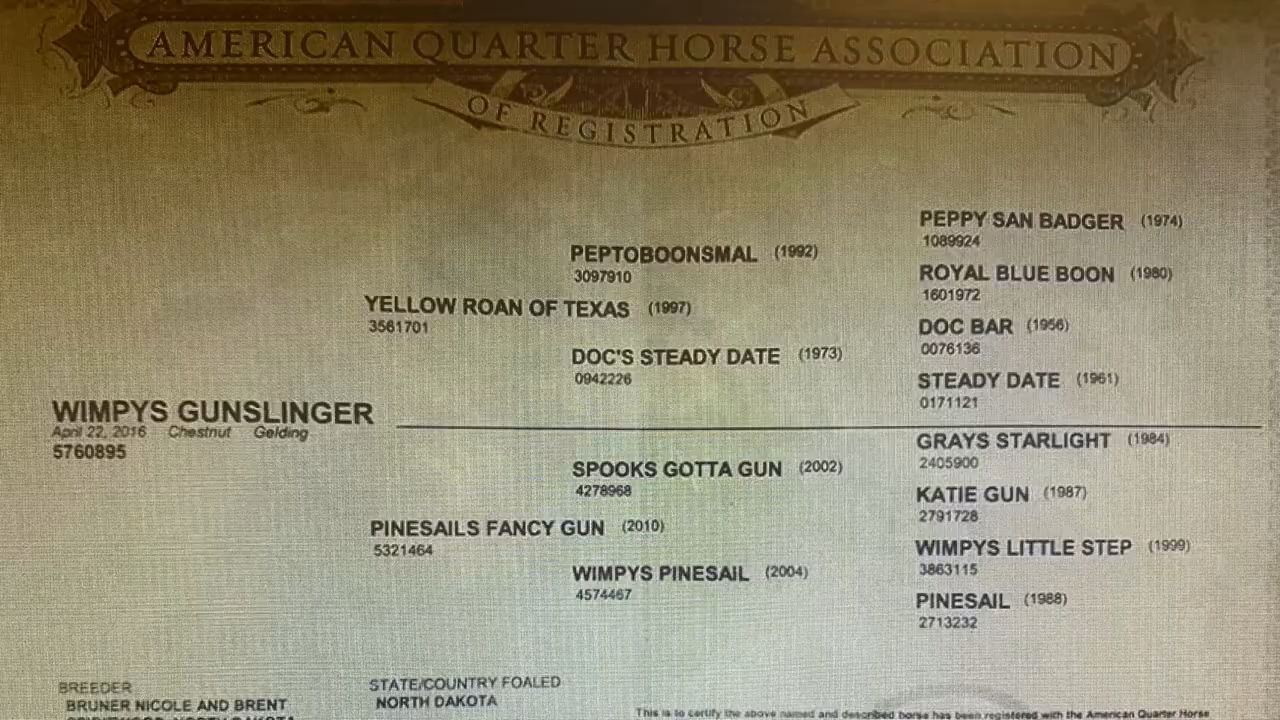 AMERICAN QUARTER HORSE ASSOCIATION
OF REGISTRATION
PEPPY SAN BADGER (1974)
1089924
PEPTOBOONSMAL (1992)
3097910
ROYAL BLUE BOON (1980)
1601972
YELLOW ROAN OF TEXAS (1997)
3561701
DOC BAR (1956)
0076136
DOC'S STEADY DATE (1973)
0942226
STEADY DATE (1961)
0171121
WIMPYS GUNSLINGER
April 22, 2016 Chestnut Gelding
5760895
GRAYS STARLIGHT (1984)
2405900
SPOOKS GOTTA GUN (2002)
4278968
KATIE GUN (1987)
2791728
PINESAILS FANCY GUN (2010)
5321464
WIMPYS LITTLE STEP (1999)
3863115
WIMPYS PINESAIL (2004)
4574467
PINESAIL (1988)
2713232
BREEDER
BRUNER NICOLE AND BRENT
STATE/COUNTRY FOALED
NORTH DAKOTA
This is to certify the above named and described horse has been registered with the American Quarter Horse